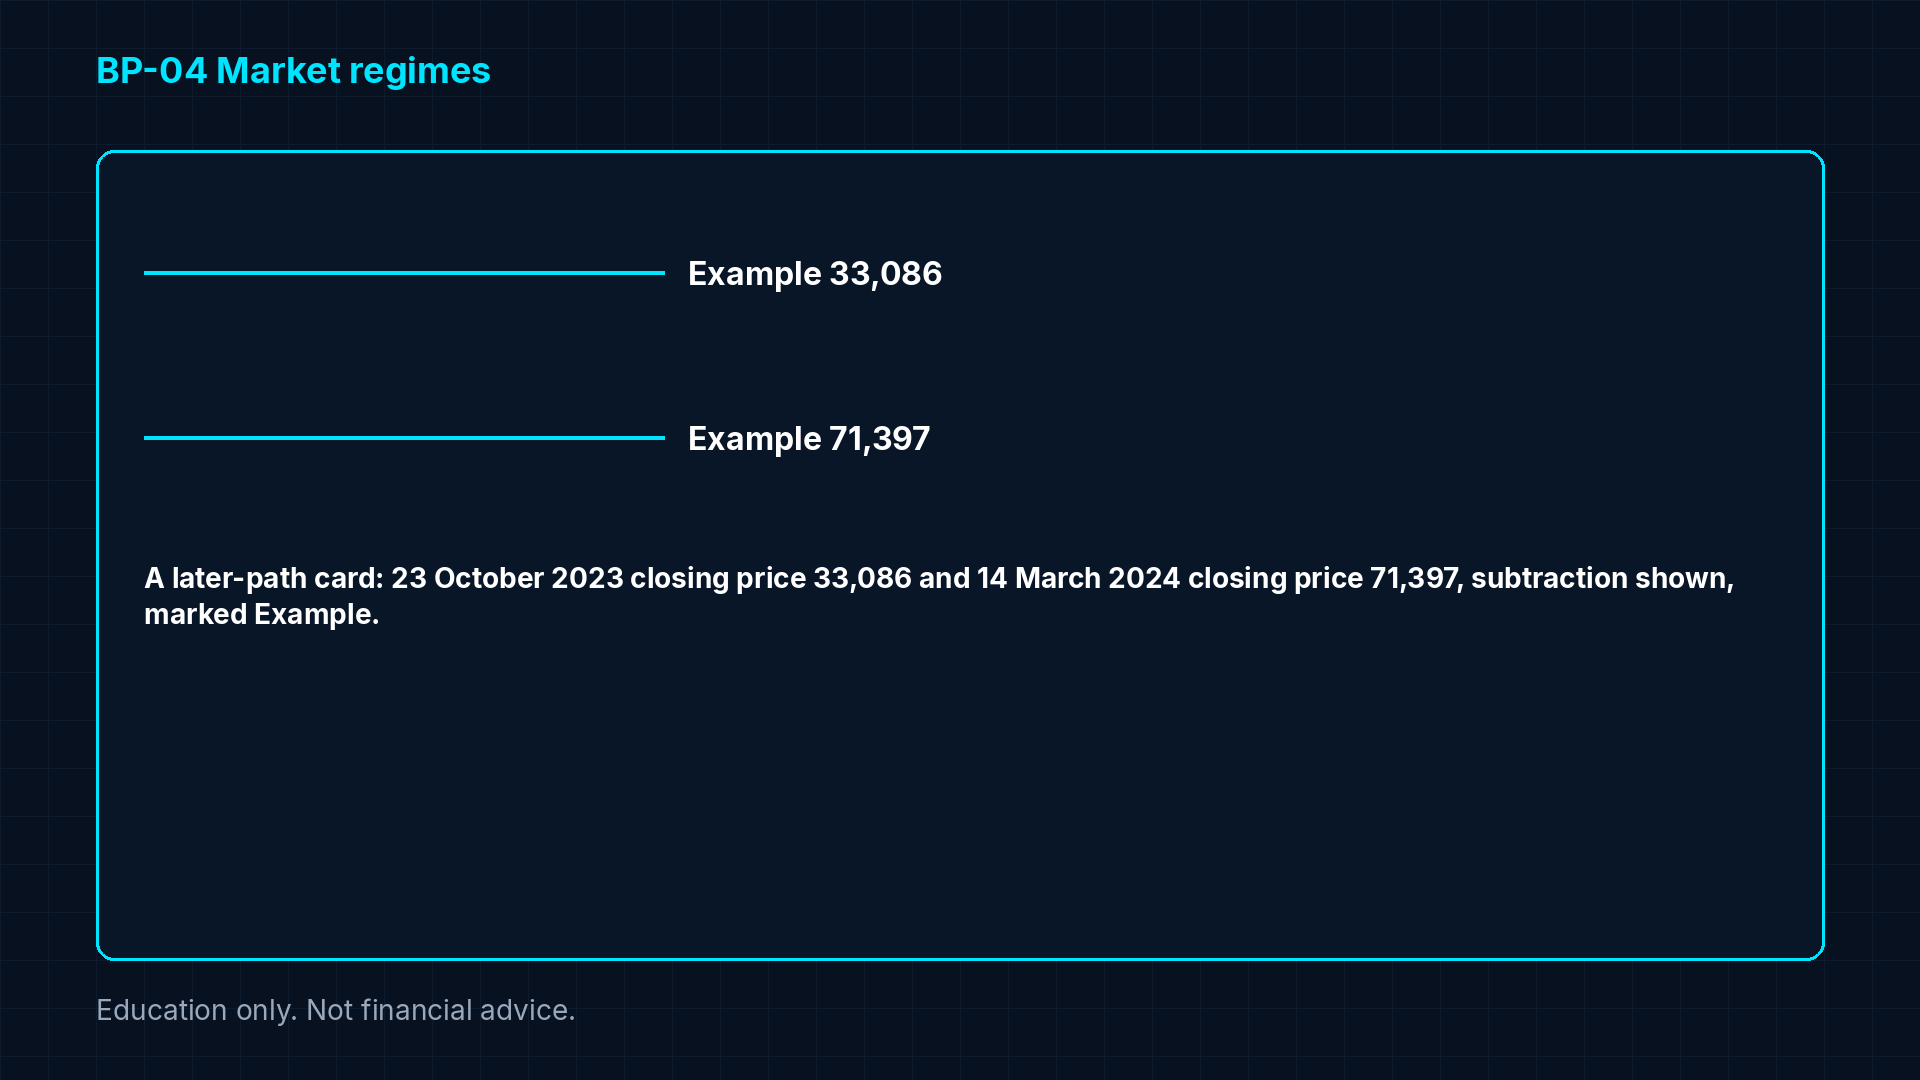 BP-04 Market regimes
Example 33,086
Example 71,397
A later-path card: 23 October 2023 closing price 33,086 and 14 March 2024 closing price 71,397, subtraction shown,
marked Example.
Education only. Not financial advice.